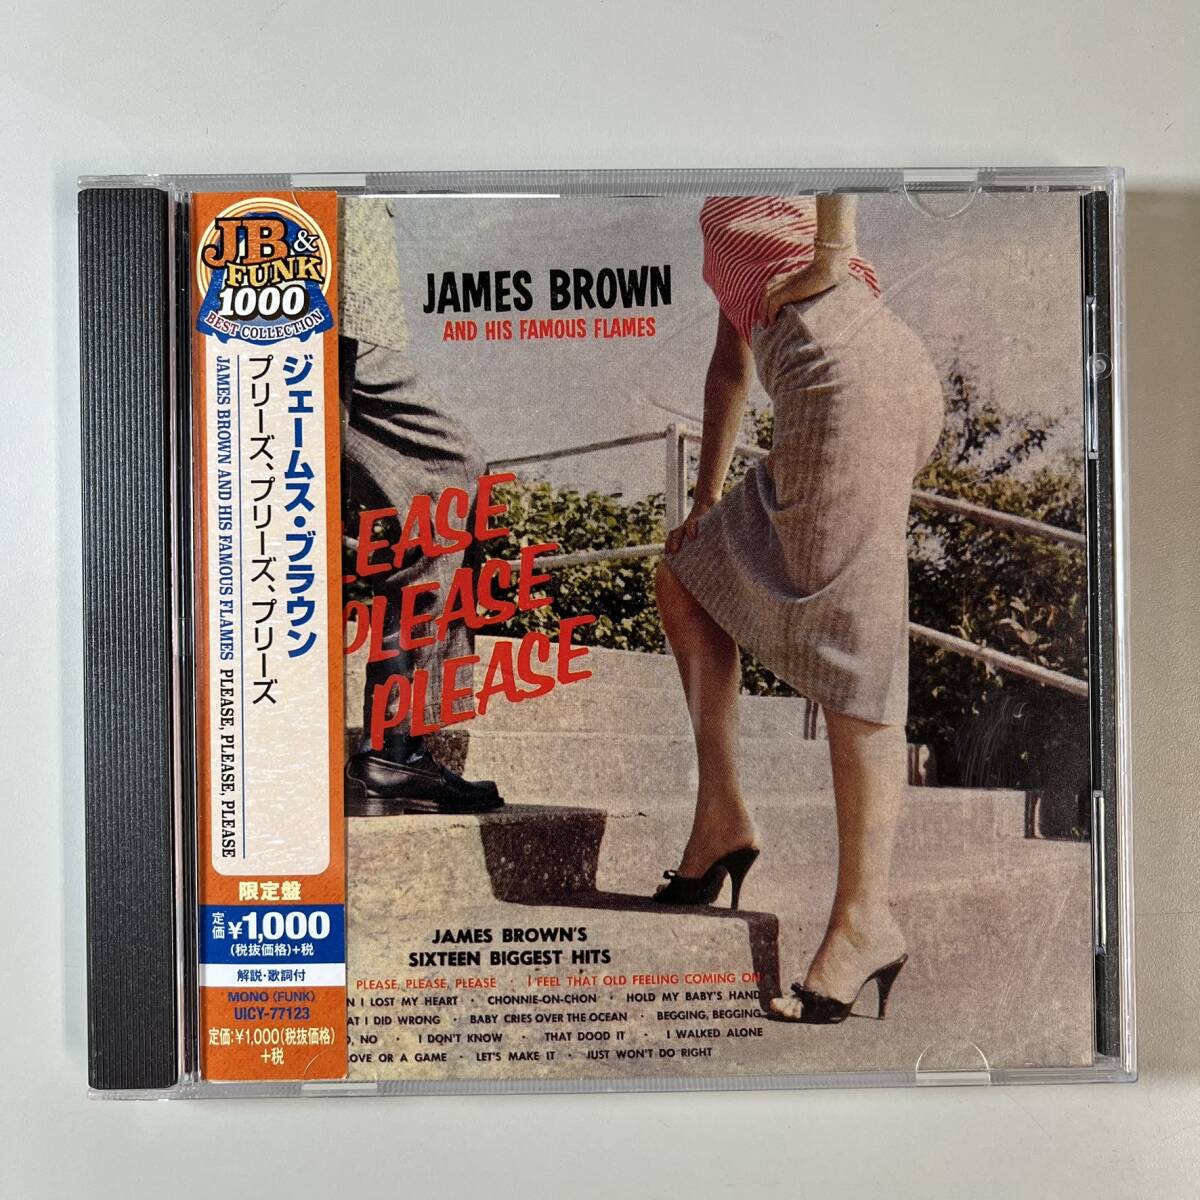 JB &
FUNK
1000
BEST COLLECTION
ジェームス・ブラウン
プリーズ、プリーズ、プリーズ
JAMES BROWN AND HIS FAMOUS FLAMES PLEASE, PLEASE, PLEASE
限定盤
定価 ¥1,000
(税抜価格)+税
解説・歌詞付
MONO (FUNK)
UICY-77123
定価:¥1,000(税抜価格)
+税
JAMES BROWN
AND HIS FAMOUS FLAMES
LEASE
PLEASE
PLEASE
JAMES BROWN'S
SIXTEEN BIGGEST HITS
PLEASE, PLEASE, PLEASE · I FEEL THAT OLD FEELING COMING ON
N I LOST MY HEART · CHONNIE-ON-CHON · HOLD MY BABY'S HAND
AT I DID WRONG · BABY CRIES OVER THE OCEAN · BEGGING, BEGGING
O, NO · I DON'T KNOW · THAT DOOD IT · I WALKED ALONE
LOVE OR A GAME · LET'S MAKE IT · JUST WON'T DO RIGHT